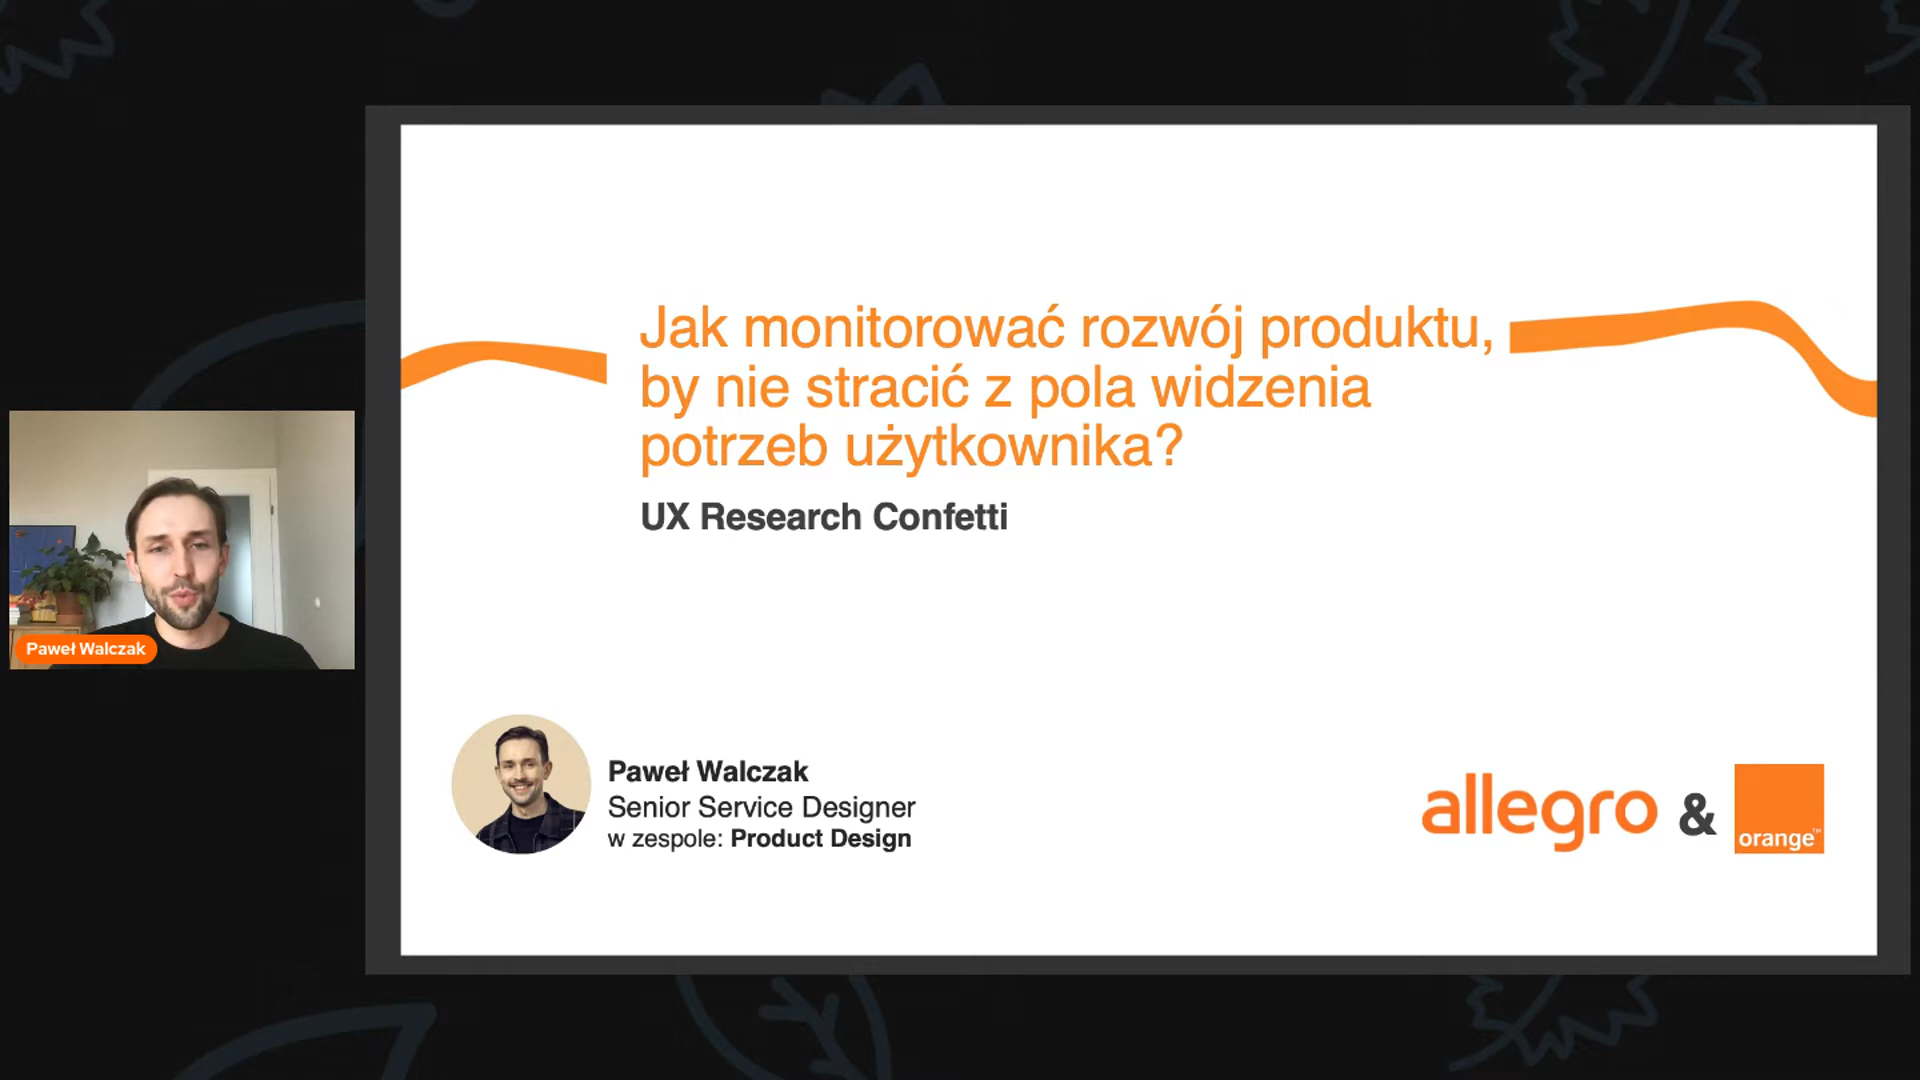 Jak monitorować rozwój produktu,
by nie stracić z pola widzenia
potrzeb użytkownika?
UX Research Confetti
Paweł Walczak
Paweł Walczak
Senior Service Designer
w zespole: Product Design
allegro & orange™